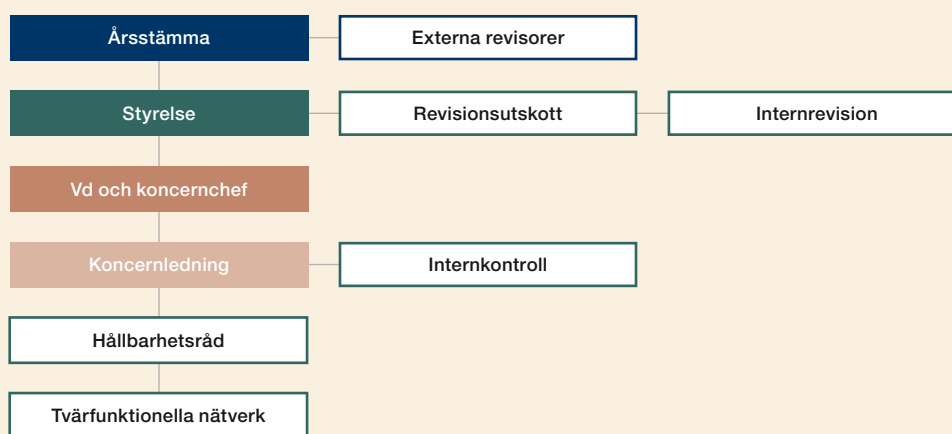 Årsstämma
Externa revisorer
Styrelse
Revisionsutskott
Internrevision
Vd och koncernchef
Koncernledning
Internkontroll
Hållbarhetsråd
Tvärfunktionella nätverk